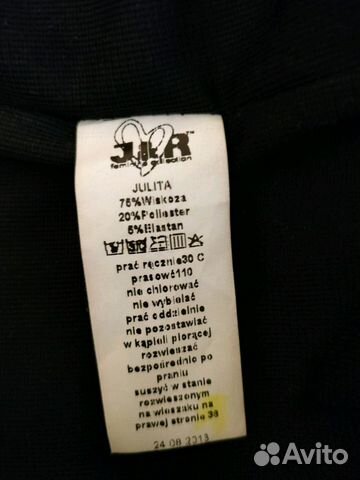 JLR™
JULITA
75%Wiskoza
20%Poliester
5%Elastan
prać ręcznie30 C
prasować110
nie chlorować
nie wybielać
prać oddzielnie
nie pozostawiać
w kąpieli piorącej
rozwieszać
bezpośrednio po
praniu
suszyć w stanie
rozwieszonym
na wieszaku na
prawej stronie 38
24.08.2013
Avito